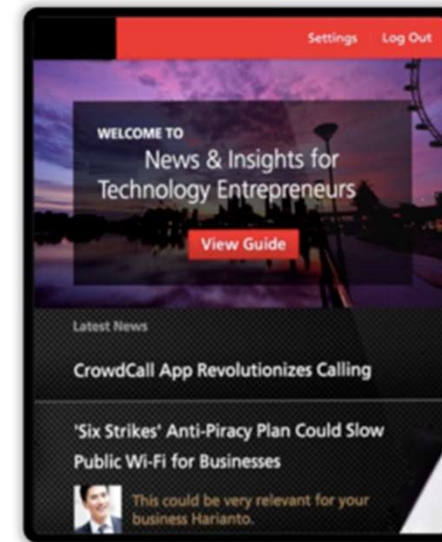 Settings Log Out
WELCOME TO
News & Insights for
Technology Entrepreneurs
View Guide
Latest News
CrowdCall App Revolutionizes Calling
'Six Strikes' Anti-Piracy Plan Could Slow
Public Wi-Fi for Businesses
This could be very relevant for your
business Harianto.